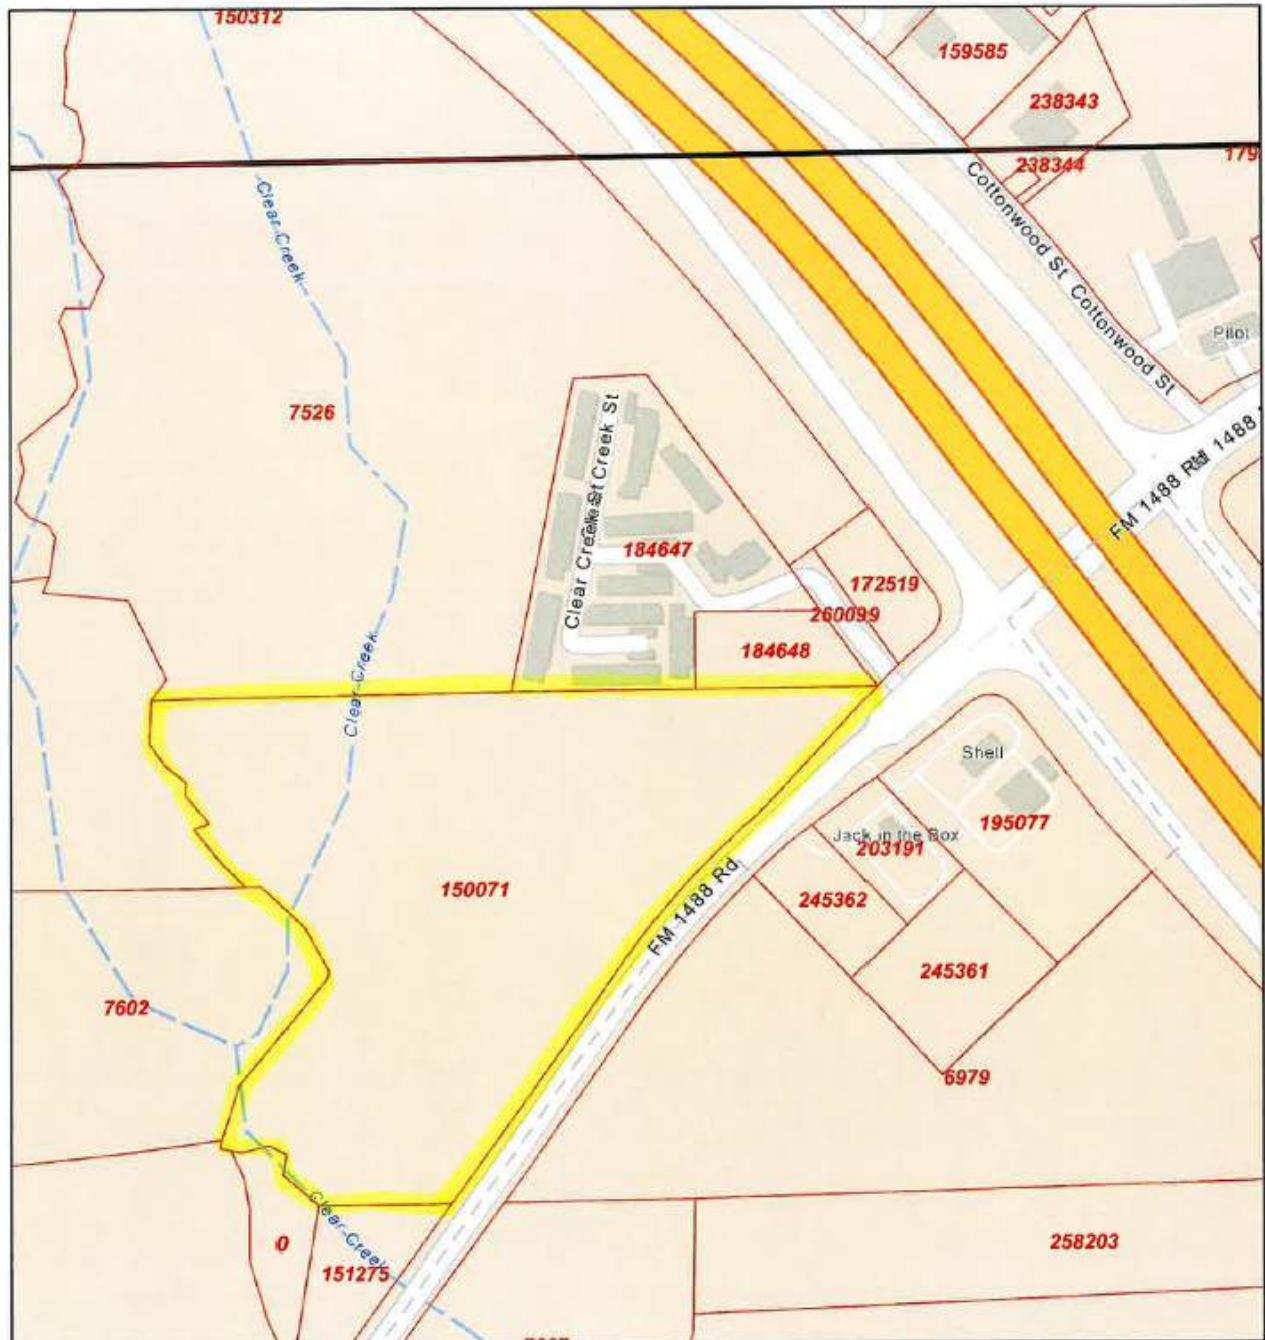 150312
159585
238343
179
238344
Clear Creek
Cottonwood St
Cottonwood St
Pilot
7526
Clear Creek St
Creek St
FM 1488 Rd
1488
184647
172519
260099
184648
Clear Creek
Shell
195077
Jack in the Box
203191
150071
245362
FM 1488 Rd
245361
7602
6979
Clear Creek
0
151275
258203